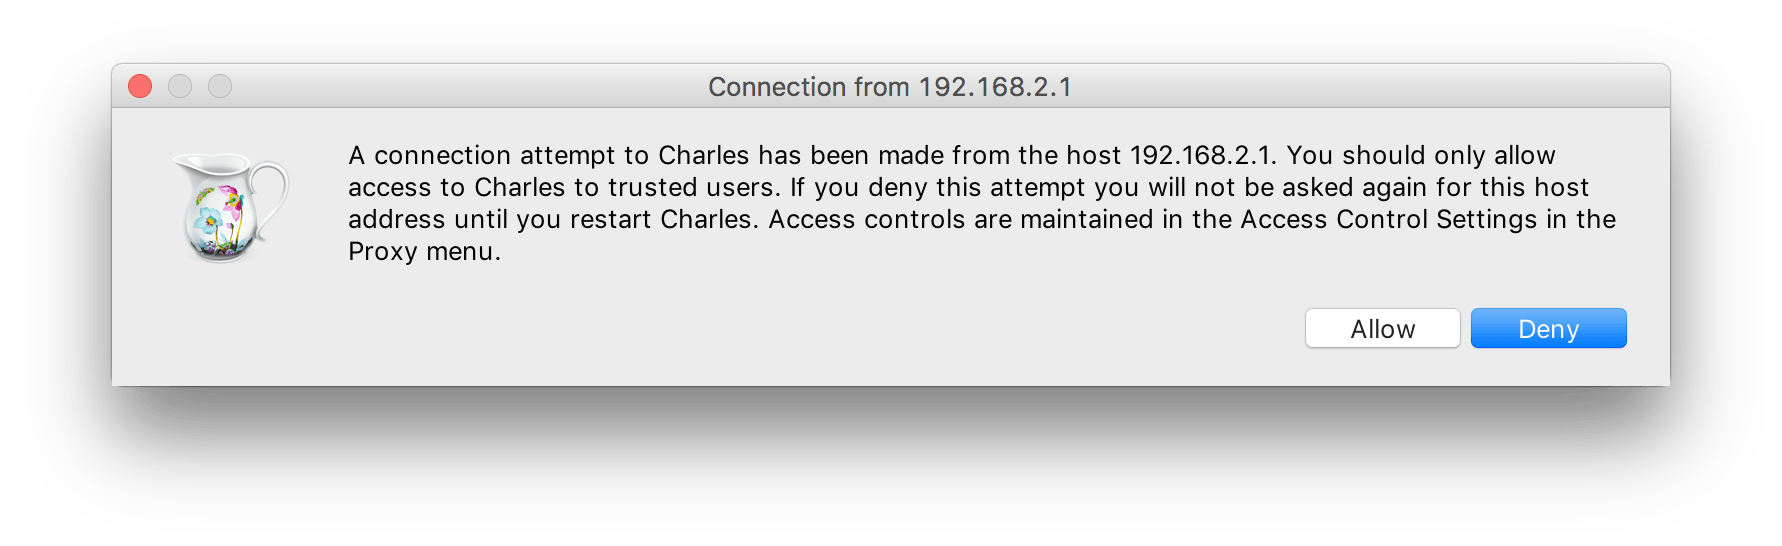 Connection from 192.168.2.1
A connection attempt to Charles has been made from the host 192.168.2.1. You should only allow
access to Charles to trusted users. If you deny this attempt you will not be asked again for this host
address until you restart Charles. Access controls are maintained in the Access Control Settings in the
Proxy menu.
Allow
Deny